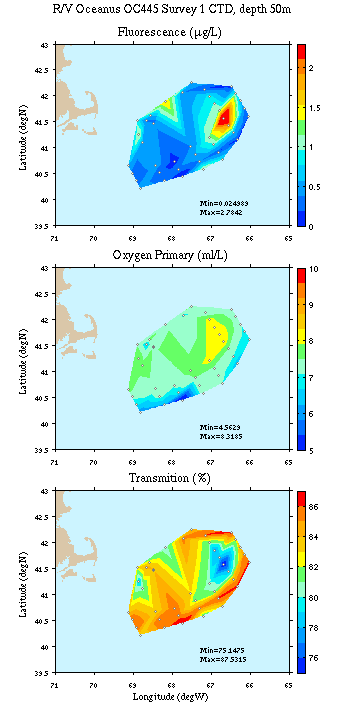 R/V Oceanus OC445 Survey 1 CTD, depth 50m
Fluorescence (µg/L)
43
42.5
42
41.5
41
40.5
40
39.5
Latitude (degN)
71 70 69 68 67 66 65
Min=0.024989
Max=2.7842
2
1.5
1
0.5
0
Oxygen Primary (ml/L)
43
42.5
42
41.5
41
40.5
40
39.5
Latitude (degN)
71 70 69 68 67 66 65
Min=4.5629
Max=8.3185
10
9
8
7
6
5
Transmition (%)
43
42.5
42
41.5
41
40.5
40
39.5
Latitude (degN)
71 70 69 68 67 66 65
Longitude (degW)
Min=75.1475
Max=87.5315
86
84
82
80
78
76